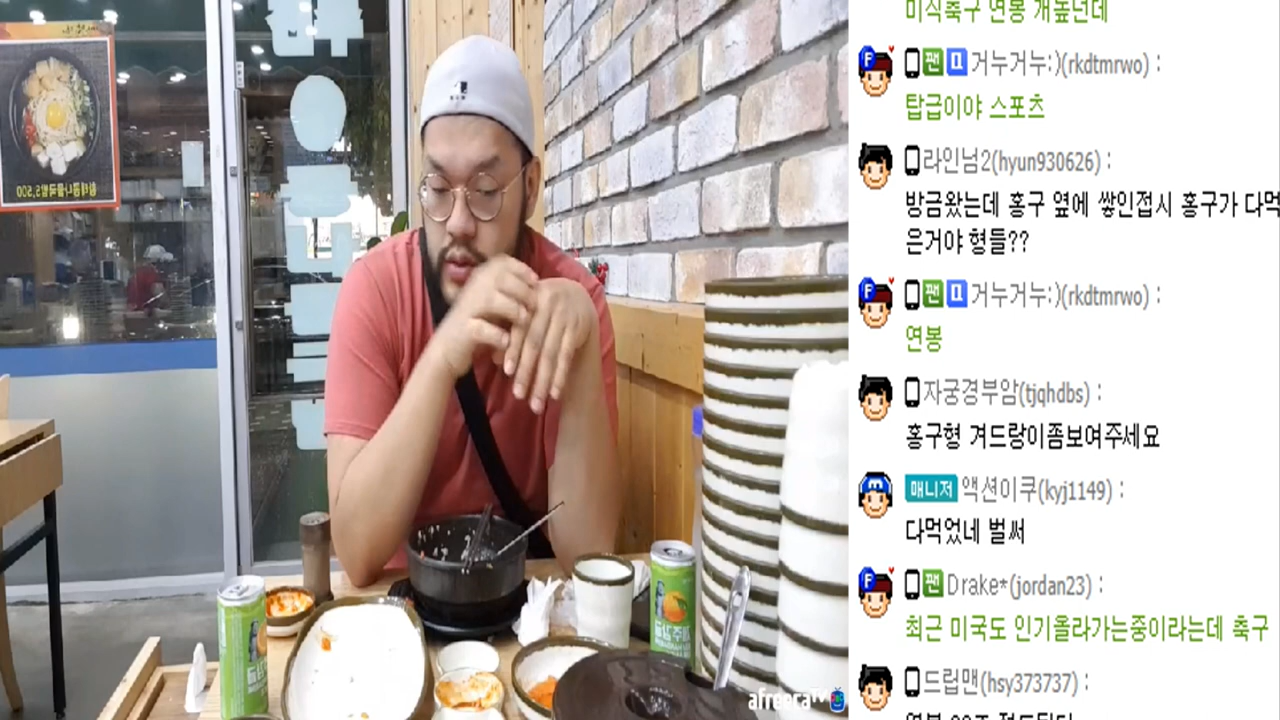 미식축구 연봉 개높던데
팬 거누거누:)(rkdtmrwo) :
탑급이야 스포츠
라인님2(hyun930626) :
방금왔는데 홍구 옆에 쌓인접시 홍구가 다먹
은거야 형들??
팬 거누거누:)(rkdtmrwo) :
연봉
자궁경부암(tjqhdbs) :
홍구형 겨드랑이좀보여주세요
매니저 액션이쿠(kyj1149) :
다먹었네 벌써
팬 Drake*(jordan23) :
최근 미국도 인기올라가는중이라는데 축구
드럽맨(hsy373737) :
afreecaTV